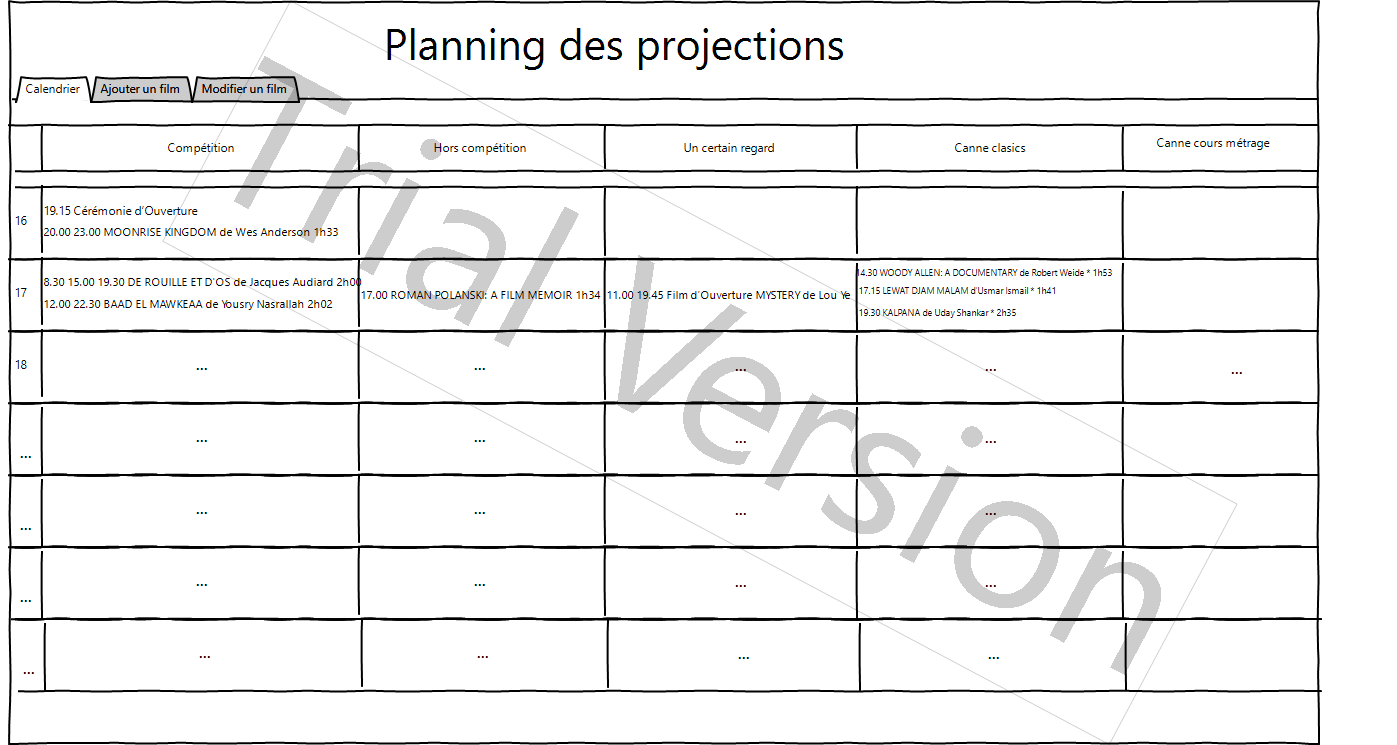 Planning des projections
Calendrier
Ajouter un film
Modifier un film
Compétition
Hors compétition
Un certain regard
Canne clasics
Canne cours métrage
16
19.15 Cérémonie d'Ouverture
20.00 23.00 MOONRISE KINGDOM de Wes Anderson 1h33
17
8.30 15.00 19.30 DE ROUILLE ET D'OS de Jacques Audiard 2h00
12.00 22.30 BAAD EL MAWKEAA de Yousry Nasrallah 2h02
17.00 ROMAN POLANSKI: A FILM MEMOIR 1h34
11.00 19.45 Film d'Ouverture MYSTERY de Lou Ye
14.30 WOODY ALLEN: A DOCUMENTARY de Robert Weide * 1h53
17.15 LEWAT DJAM MALAM d'Usmar Ismail * 1h41
19.30 KALPANA de Uday Shankar * 2h35
18
... ... ... ... ...
... ... ... ... ...
... ... ... ... ...
... ... ... ... ...
... ... ... ... ...
Trial Version